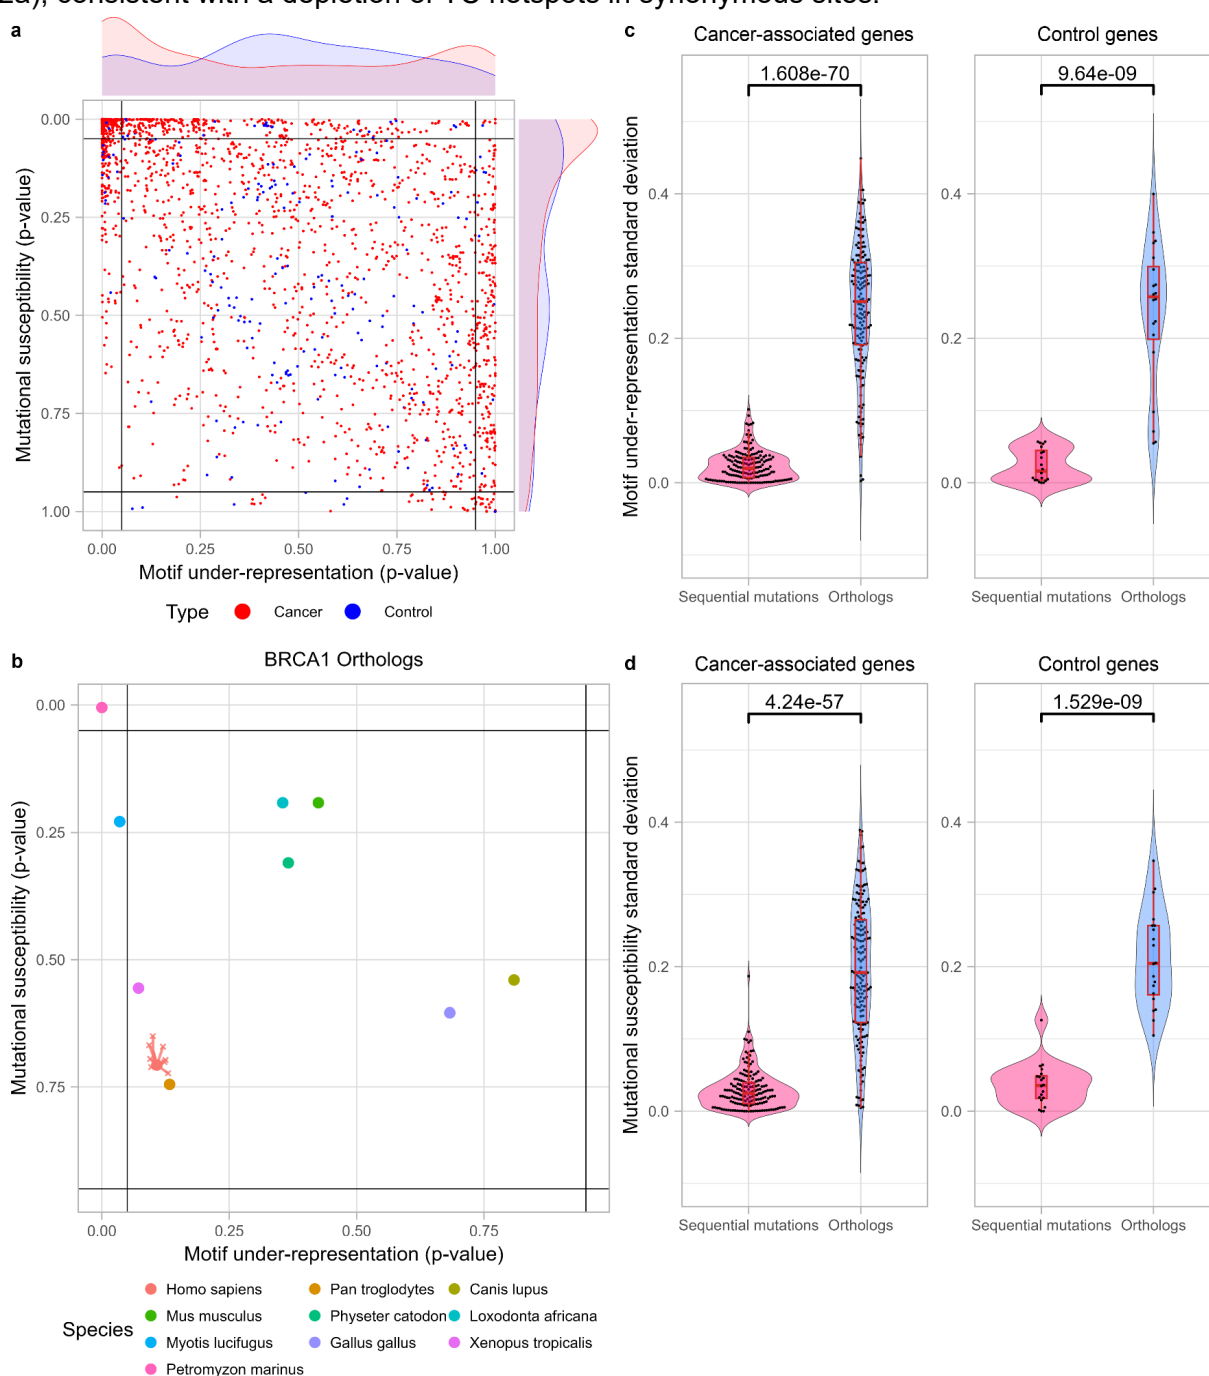 2a), consistent with a depletion of TC hotspots in synonymous sites.
a
0.00
0.25
0.50
0.75
1.00
Mutational susceptibility (p-value)
0.00 0.25 0.50 0.75 1.00
Motif under-representation (p-value)
Type Cancer Control
b
BRCA1 Orthologs
0.00
0.25
0.50
0.75
Mutational susceptibility (p-value)
0.00 0.25 0.50 0.75
Motif under-representation (p-value)
Species
Homo sapiens Pan troglodytes Canis lupus
Mus musculus Physeter catodon Loxodonta africana
Myotis lucifugus Gallus gallus Xenopus tropicalis
Petromyzon marinus
c
Cancer-associated genes Control genes
1.608e-70 9.64e-09
Motif under-representation standard deviation
0.4 0.4
0.2 0.2
0.0 0.0
Sequential mutations Orthologs Sequential mutations Orthologs
d
Cancer-associated genes Control genes
4.24e-57 1.529e-09
Mutational susceptibility standard deviation
0.4 0.4
0.2 0.2
0.0 0.0
Sequential mutations Orthologs Sequential mutations Orthologs